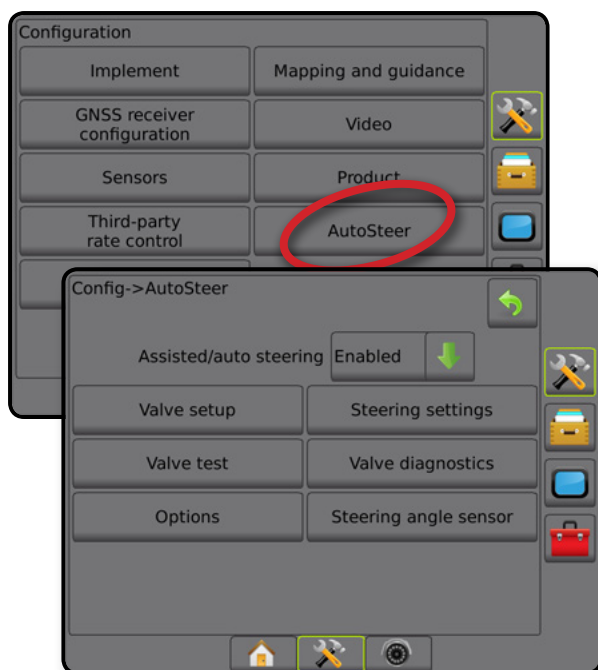 Configuration
Implement
Mapping and guidance
GNSS receiver
configuration
Video
Sensors
Product
Third-party
rate control
AutoSteer
Config->AutoSteer
Assisted/auto steering
Enabled
Valve setup
Steering settings
Valve test
Valve diagnostics
Options
Steering angle sensor